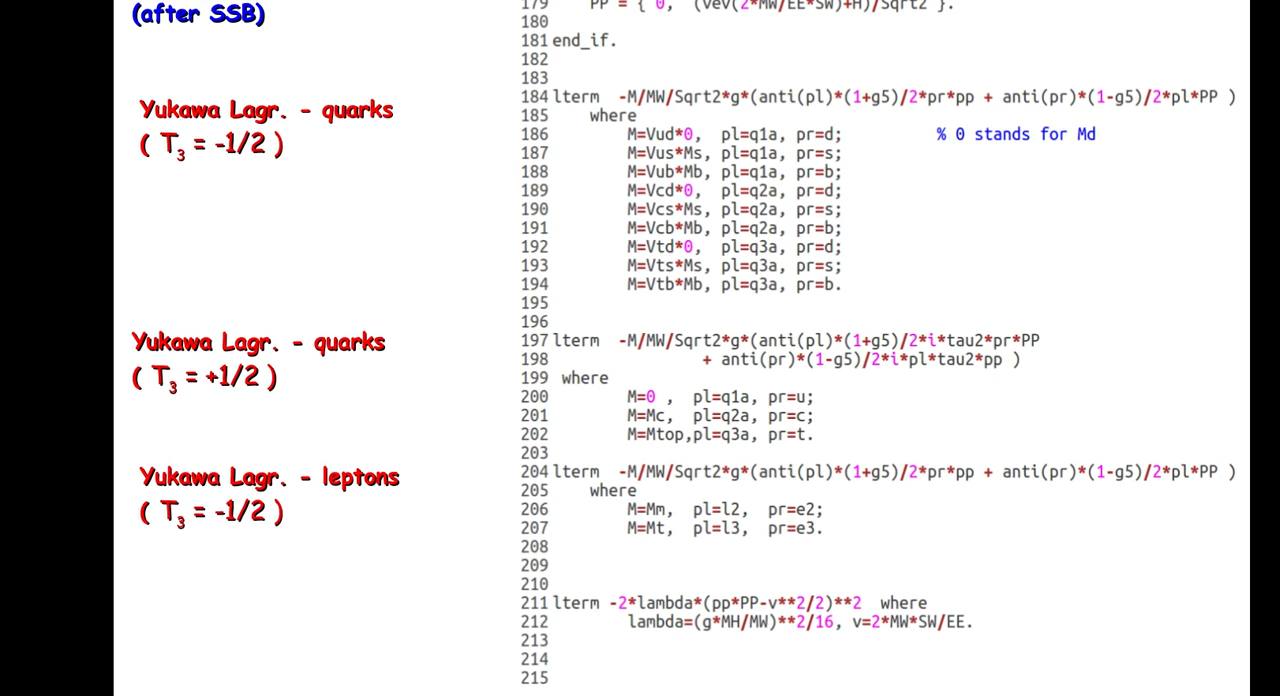 (after SSB)
179 PP = { 0, (vev(2*MW/EE*SW)+H)/Sqrt2 }.
180
181 end_if.
182
183
Yukawa Lagr. - quarks
( T3 = -1/2 )
184 lterm -M/MW/Sqrt2*g*(anti(pl)*(1+g5)/2*pr*pp + anti(pr)*(1-g5)/2*pl*PP )
185 where
186 M=Vud*0, pl=q1a, pr=d; % 0 stands for Md
187 M=Vus*Ms, pl=q1a, pr=s;
188 M=Vub*Mb, pl=q1a, pr=b;
189 M=Vcd*0, pl=q2a, pr=d;
190 M=Vcs*Ms, pl=q2a, pr=s;
191 M=Vcb*Mb, pl=q2a, pr=b;
192 M=Vtd*0, pl=q3a, pr=d;
193 M=Vts*Ms, pl=q3a, pr=s;
194 M=Vtb*Mb, pl=q3a, pr=b.
195
196
Yukawa Lagr. - quarks
( T3 = +1/2 )
197 lterm -M/MW/Sqrt2*g*(anti(pl)*(1+g5)/2*i*tau2*pr*PP
198 + anti(pr)*(1-g5)/2*i*pl*tau2*pp )
199 where
200 M=0 , pl=q1a, pr=u;
201 M=Mc, pl=q2a, pr=c;
202 M=Mtop,pl=q3a, pr=t.
203
Yukawa Lagr. - leptons
( T3 = -1/2 )
204 lterm -M/MW/Sqrt2*g*(anti(pl)*(1+g5)/2*pr*pp + anti(pr)*(1-g5)/2*pl*PP )
205 where
206 M=Mm, pl=l2, pr=e2;
207 M=Mt, pl=l3, pr=e3.
208
209
210
211 lterm -2*lambda*(pp*PP-v**2/2)**2 where
212 lambda=(g*MH/MW)**2/16, v=2*MW*SW/EE.
213
214
215